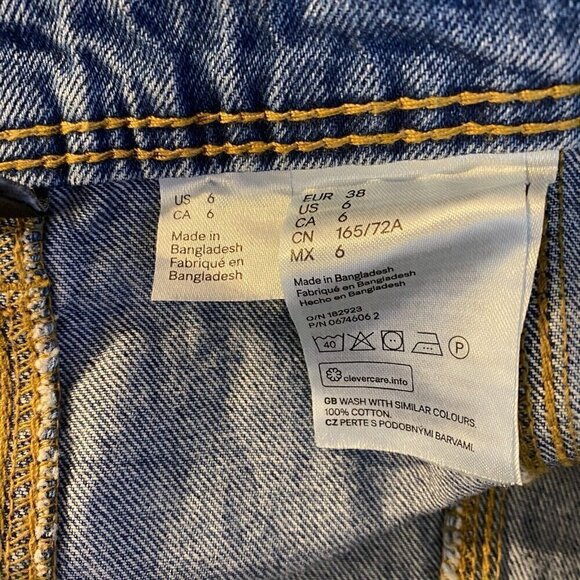 US 6
CA 6
Made in
Bangladesh
Fabriqué en
Bangladesh
EUR 38
US 6
CA 6
CN 165/72A
MX 6
Made in Bangladesh
Fabriqué en Bangladesh
Hecho en Bangladesh
O/N 182923
P/N 0674606 2
40 P
clevercare.info
GB WASH WITH SIMILAR COLOURS.
100% COTTON.
CZ PERTE S PODOBNÝMI BARVAMI.